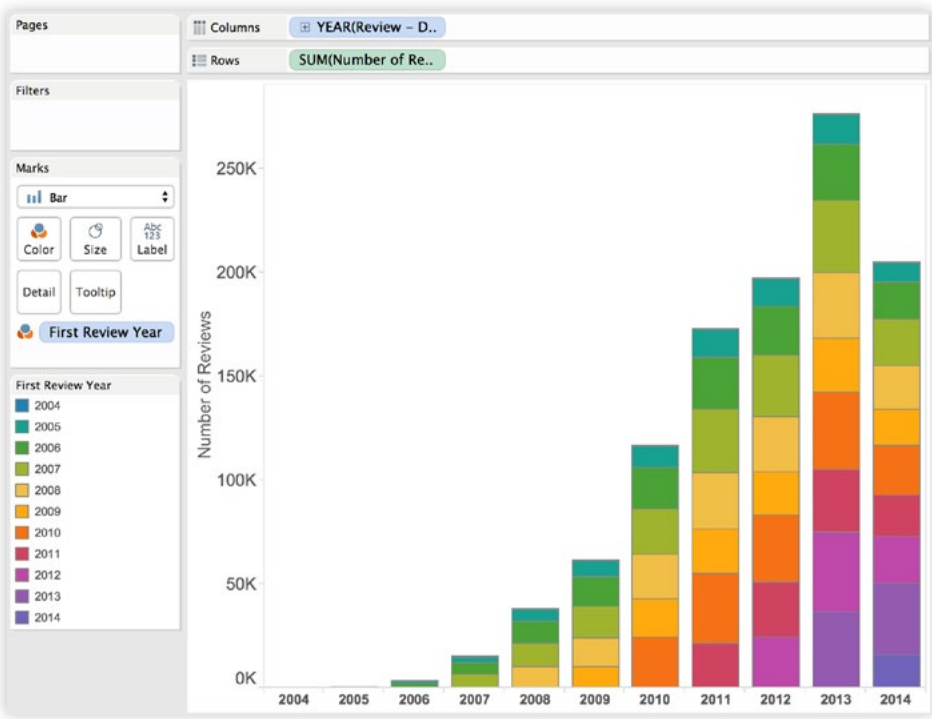 Pages
Columns
YEAR(Review – D..
Rows
SUM(Number of Re..
Filters
Marks
Bar
Color
Size
Abc
123
Label
Detail
Tooltip
First Review Year
First Review Year
2004
2005
2006
2007
2008
2009
2010
2011
2012
2013
2014
Number of Reviews
250K
200K
150K
100K
50K
0K
2004 2005 2006 2007 2008 2009 2010 2011 2012 2013 2014